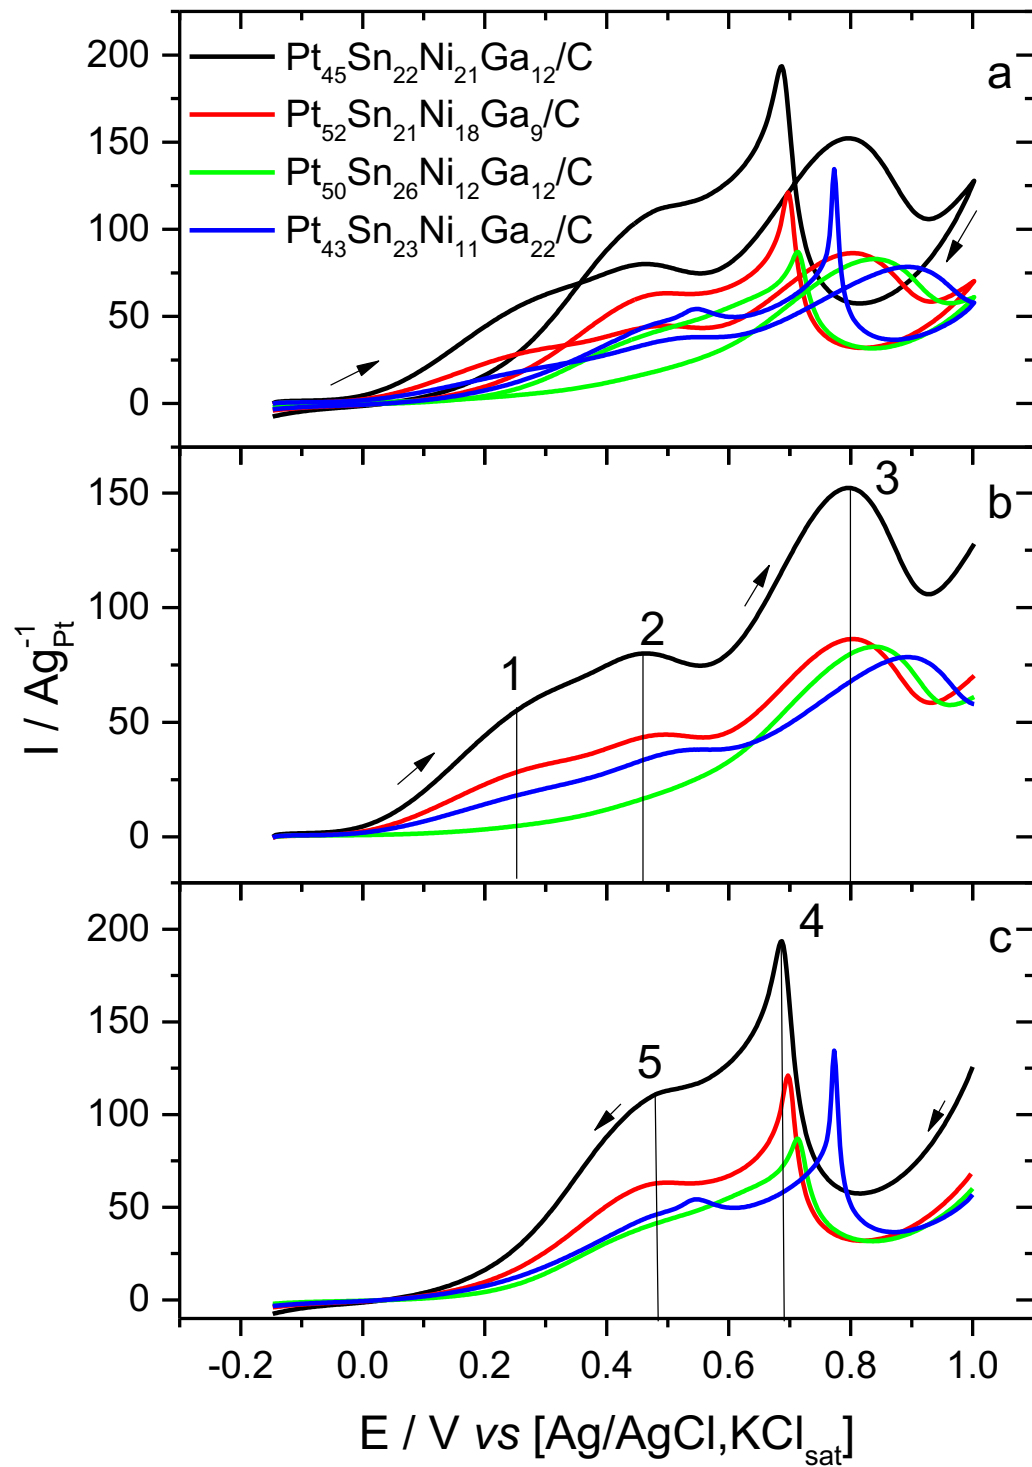 200
150
100
50
0
Pt45Sn22Ni21Ga12/C
Pt52Sn21Ni18Ga9/C
Pt50Sn26Ni12Ga12/C
Pt43Sn23Ni11Ga22/C
a
150
100
50
0
1
2
3
b
I / Ag-1Pt
200
150
100
50
0
4
5
c
-0.2 0.0 0.2 0.4 0.6 0.8 1.0
E / V vs [Ag/AgCl,KClsat]